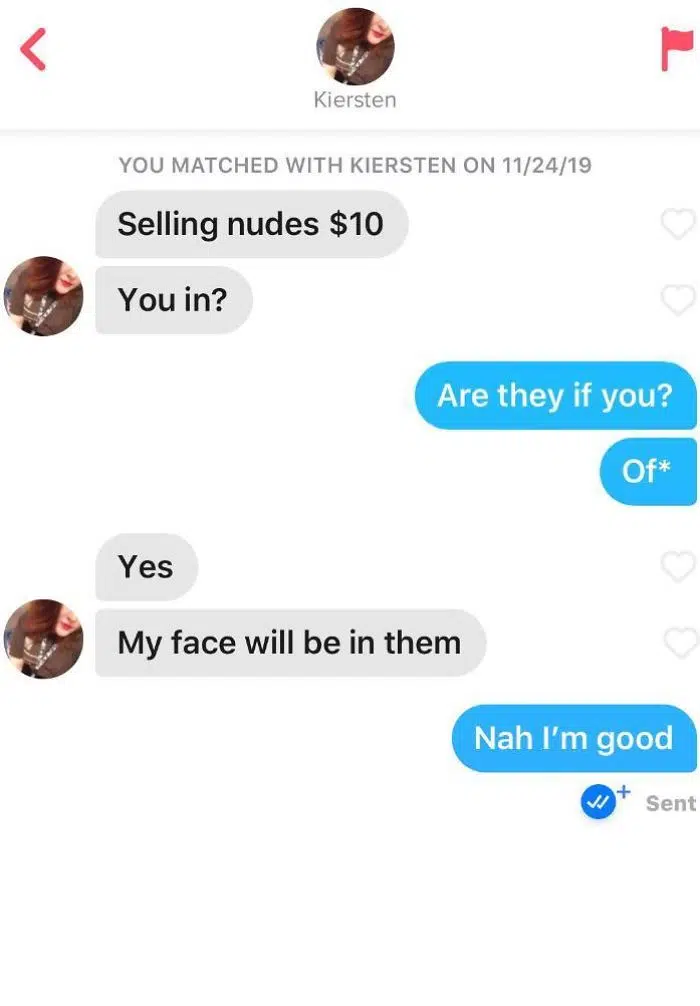 Kiersten
YOU MATCHED WITH KIERSTEN ON 11/24/19
Selling nudes $10
You in?
Are they if you?
Of*
Yes
My face will be in them
Nah I'm good
Sent